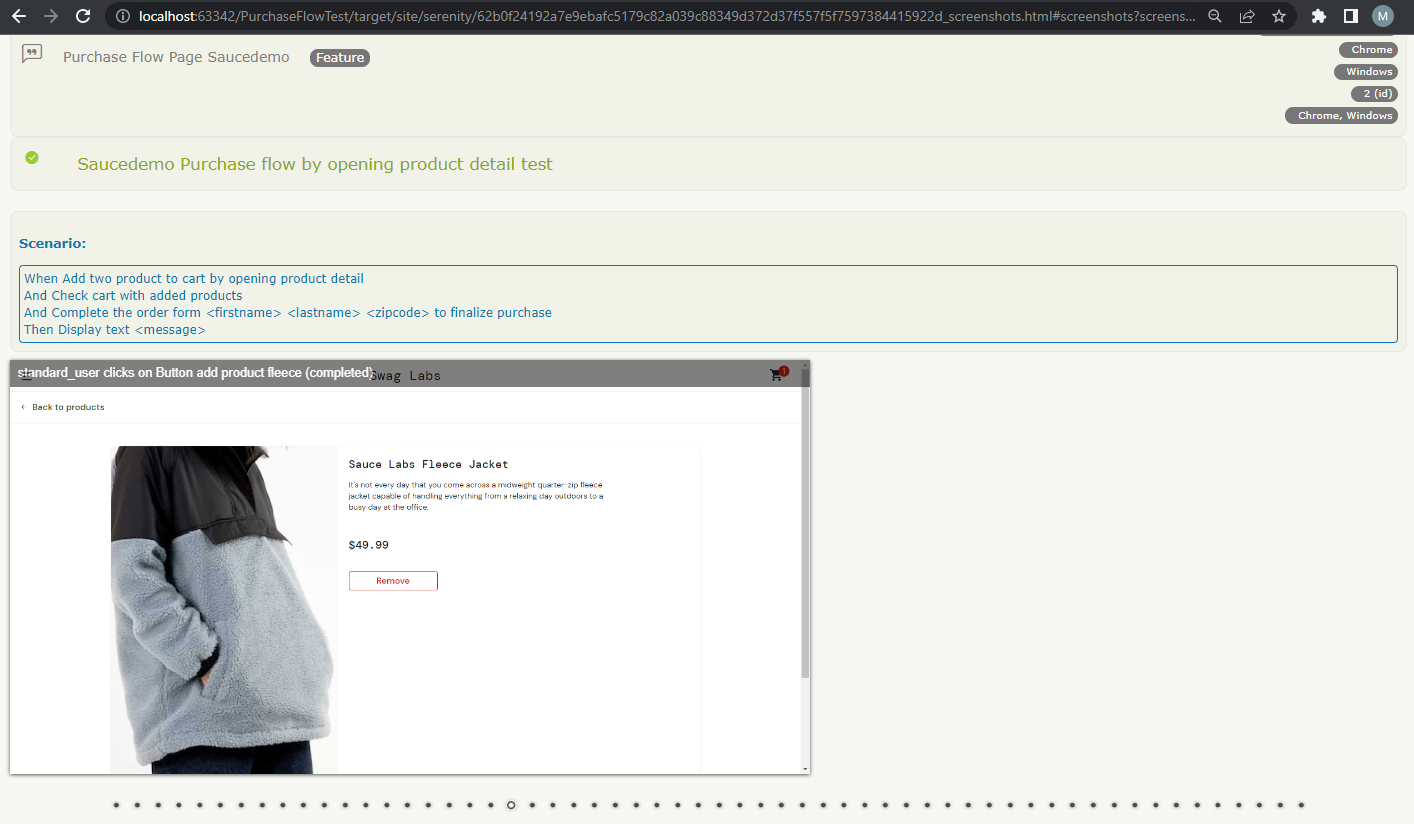 localhost:63342/PurchaseFlowTest/target/site/serenity/62b0f24192a7e9ebafc5179c82a039c88349d372d37f557f5f7597384415922d_screenshots.html#screenshots?screens...
M
Purchase Flow Page Saucedemo Feature
Chrome
Windows
2 (id)
Chrome, Windows
Saucedemo Purchase flow by opening product detail test
Scenario:
When Add two product to cart by opening product detail
And Check cart with added products
And Complete the order form <firstname> <lastname> <zipcode> to finalize purchase
Then Display text <message>
standard_user clicks on Button add product fleece (completed)
Swag Labs
1
Back to products
Sauce Labs Fleece Jacket
It's not every day that you come across a midweight quarter-zip fleece
jacket capable of handling everything from a relaxing day outdoors to a
busy day at the office.
$49.99
Remove